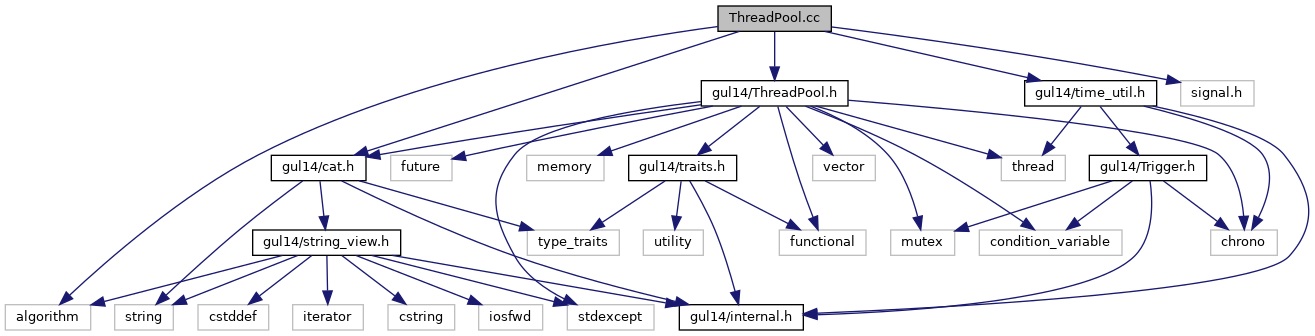 ThreadPool.cc
gul14/ThreadPool.h
gul14/time_util.h
signal.h
gul14/cat.h
future
memory
gul14/traits.h
vector
thread
gul14/Trigger.h
gul14/string_view.h
type_traits
utility
functional
mutex
condition_variable
chrono
algorithm
string
cstddef
iterator
cstring
iosfwd
stdexcept
gul14/internal.h